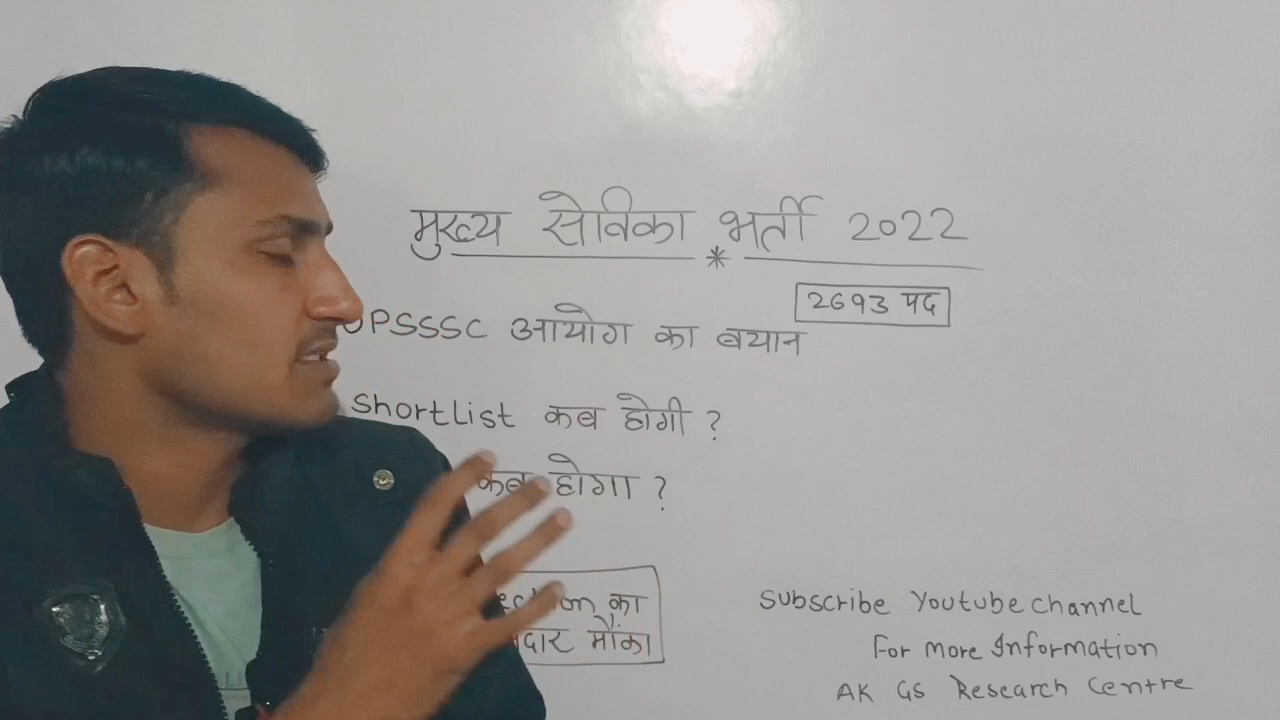 मुख्य सेविका भर्ती 2022
*
2693 पद
UPSSSC आयोग का बयान
Shortlist कब होगी ?
कब होगा ?
का
मौका
Subscribe Youtube channel
For more Information
AK GS Research Centre